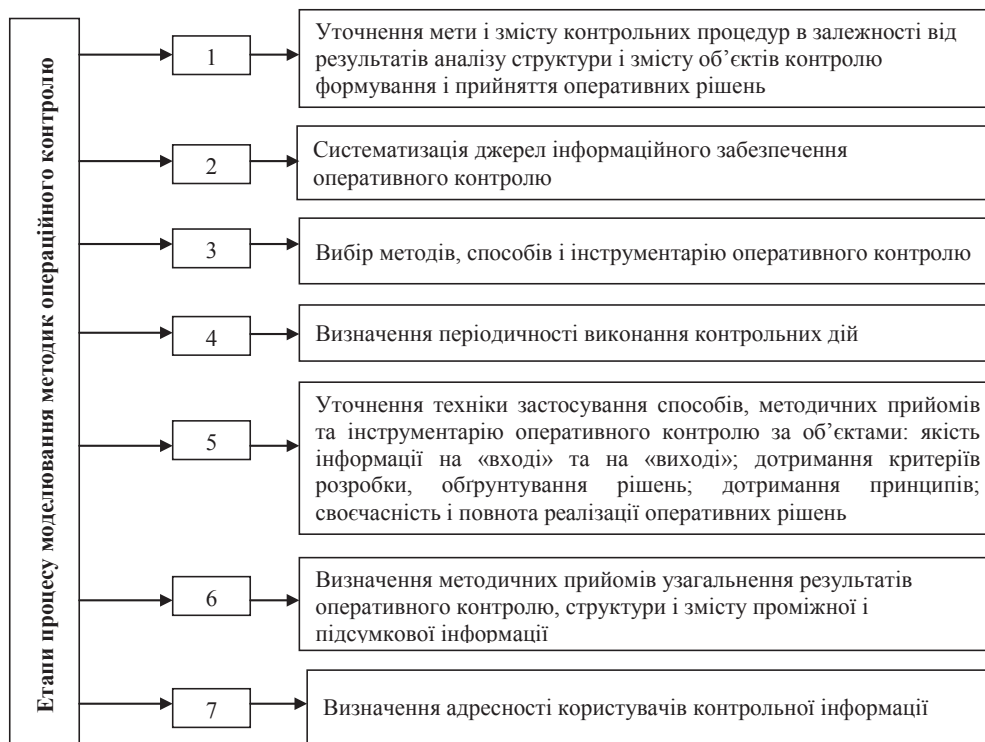 Етапи процесу моделювання методик операційного контролю
1
Уточнення мети і змісту контрольних процедур в залежності від
результатів аналізу структури і змісту об’єктів контролю
формування і прийняття оперативних рішень
2
Систематизація джерел інформаційного забезпечення
оперативного контролю
3
Вибір методів, способів і інструментарію оперативного контролю
4
Визначення періодичності виконання контрольних дій
5
Уточнення техніки застосування способів, методичних прийомів
та інструментарію оперативного контролю за об’єктами: якість
інформації на «вході» та на «виході»; дотримання критеріїв
розробки, обґрунтування рішень; дотримання принципів;
своєчасність і повнота реалізації оперативних рішень
6
Визначення методичних прийомів узагальнення результатів
оперативного контролю, структури і змісту проміжної і
підсумкової інформації
7
Визначення адресності користувачів контрольної інформації